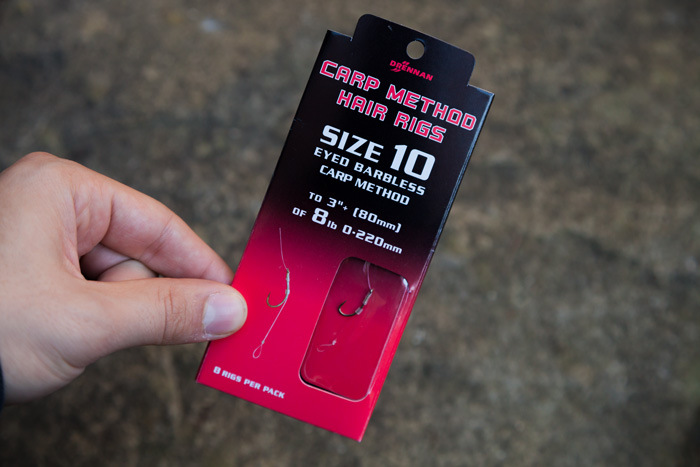 DRENNAN
CARP METHOD
HAIR RIGS
SIZE 10
EYED BARBLESS
CARP METHOD
TO 3"+ (80mm)
OF 8lb 0·220mm
8 RIGS PER PACK